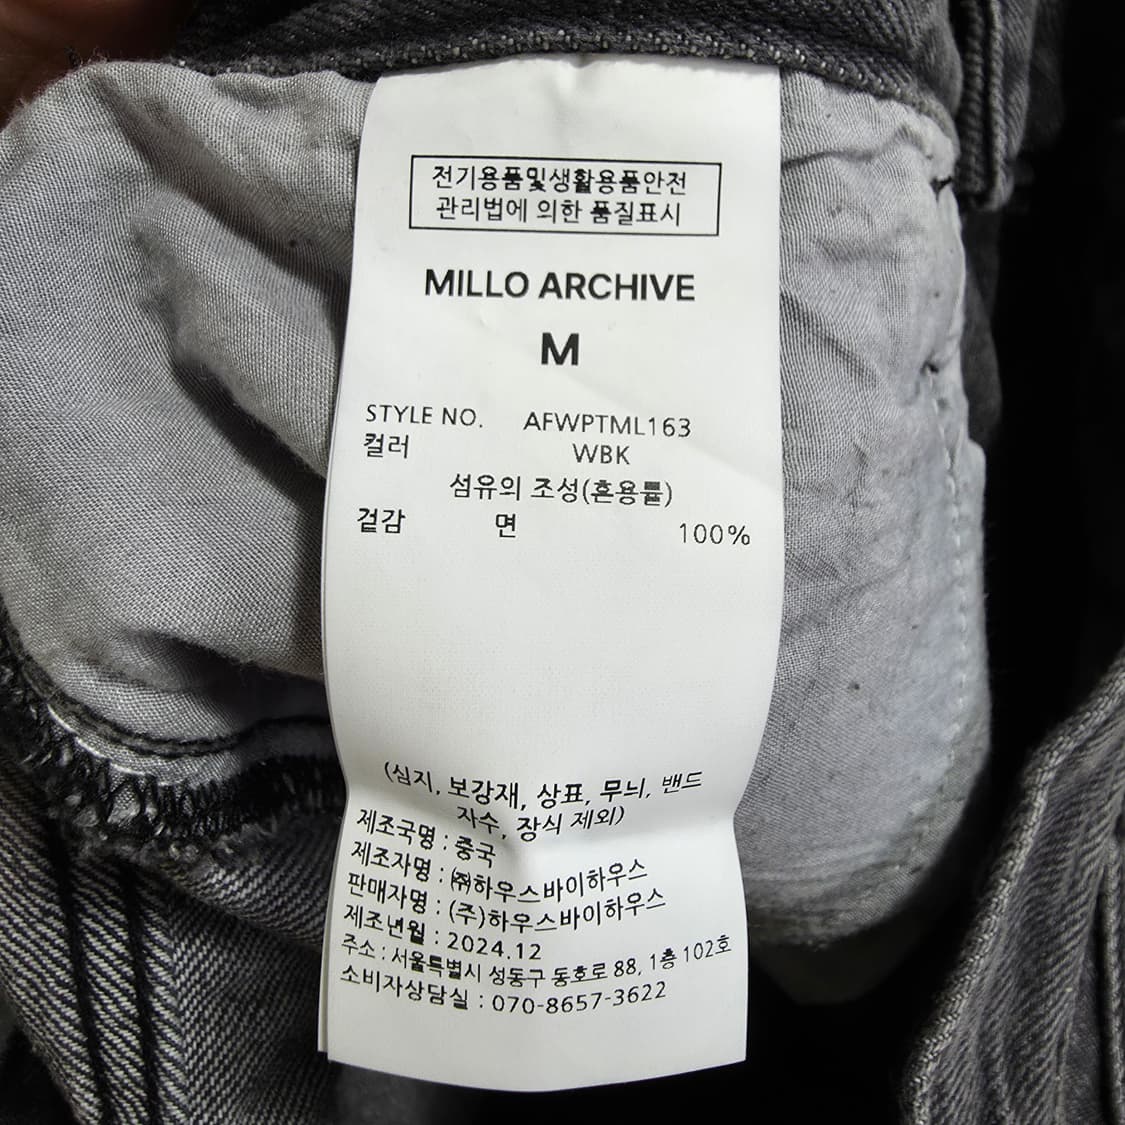 전기용품및생활용품안전
관리법에 의한 품질표시
MILLO ARCHIVE
M
STYLE NO. AFWPTML163
컬러 WBK
섬유의 조성(혼용률)
겉감 면 100%
(심지, 보강재, 상표, 무늬, 밴드
자수, 장식 제외)
제조국명 : 중국
제조자명 : ㈜하우스바이하우스
판매자명 : (주)하우스바이하우스
제조년월 : 2024.12
주소 : 서울특별시 성동구 동호로 88, 1층 102호
소비자상담실 : 070-8657-3622